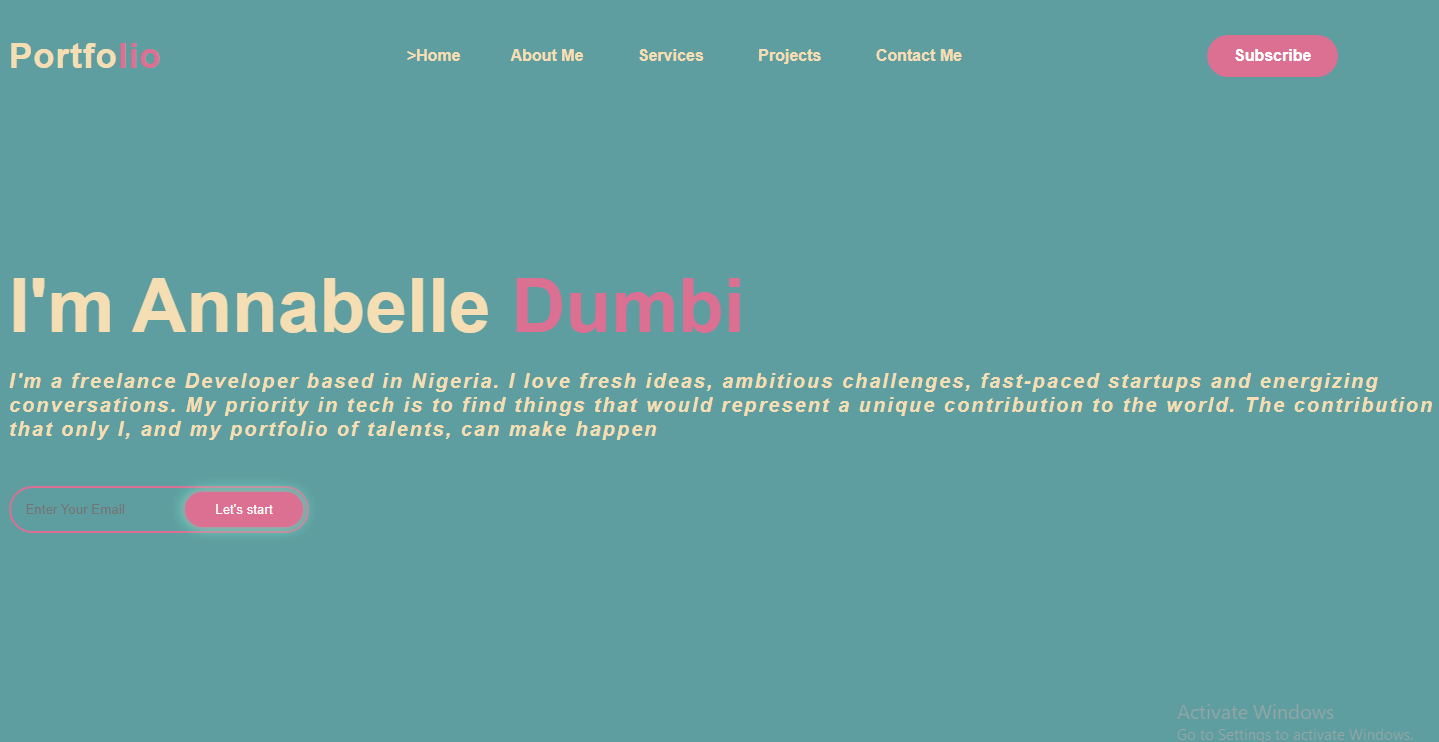 Portfolio
>Home About Me Services Projects Contact Me
Subscribe
I'm Annabelle Dumbi
I'm a freelance Developer based in Nigeria. I love fresh ideas, ambitious challenges, fast-paced startups and energizing
conversations. My priority in tech is to find things that would represent a unique contribution to the world. The contribution
that only I, and my portfolio of talents, can make happen
Enter Your Email
Let's start
Activate Windows
Go to Settings to activate Windows.